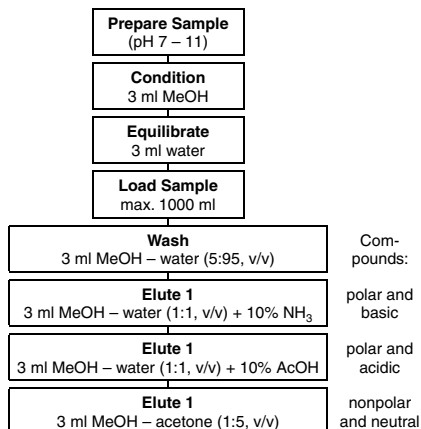 Prepare Sample
(pH 7 – 11)
Condition
3 ml MeOH
Equilibrate
3 ml water
Load Sample
max. 1000 ml
Wash
3 ml MeOH – water (5:95, v/v)
Com-
pounds:
Elute 1
3 ml MeOH – water (1:1, v/v) + 10% NH₃
polar and
basic
Elute 1
3 ml MeOH – water (1:1, v/v) + 10% AcOH
polar and
acidic
Elute 1
3 ml MeOH – acetone (1:5, v/v)
nonpolar
and neutral